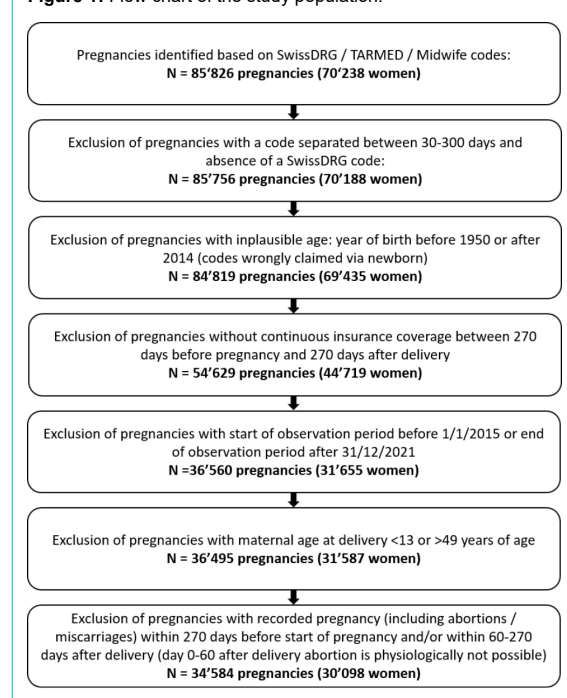 Figure 1: Flow chart of the study population.
Pregnancies identified based on SwissDRG / TARMED / Midwife codes:
N = 85'826 pregnancies (70'238 women)
Exclusion of pregnancies with a code separated between 30-300 days and
absence of a SwissDRG code:
N = 85'756 pregnancies (70'188 women)
Exclusion of pregnancies with inplausible age: year of birth before 1950 or after
2014 (codes wrongly claimed via newborn)
N = 84'819 pregnancies (69'435 women)
Exclusion of pregnancies without continuous insurance coverage between 270
days before pregnancy and 270 days after delivery
N = 54'629 pregnancies (44'719 women)
Exclusion of pregnancies with start of observation period before 1/1/2015 or end
of observation period after 31/12/2021
N =36'560 pregnancies (31'655 women)
Exclusion of pregnancies with maternal age at delivery <13 or >49 years of age
N = 36'495 pregnancies (31'587 women)
Exclusion of pregnancies with recorded pregnancy (including abortions /
miscarriages) within 270 days before start of pregnancy and/or within 60-270
days after delivery (day 0-60 after delivery abortion is physiologically not possible)
N = 34'584 pregnancies (30'098 women)